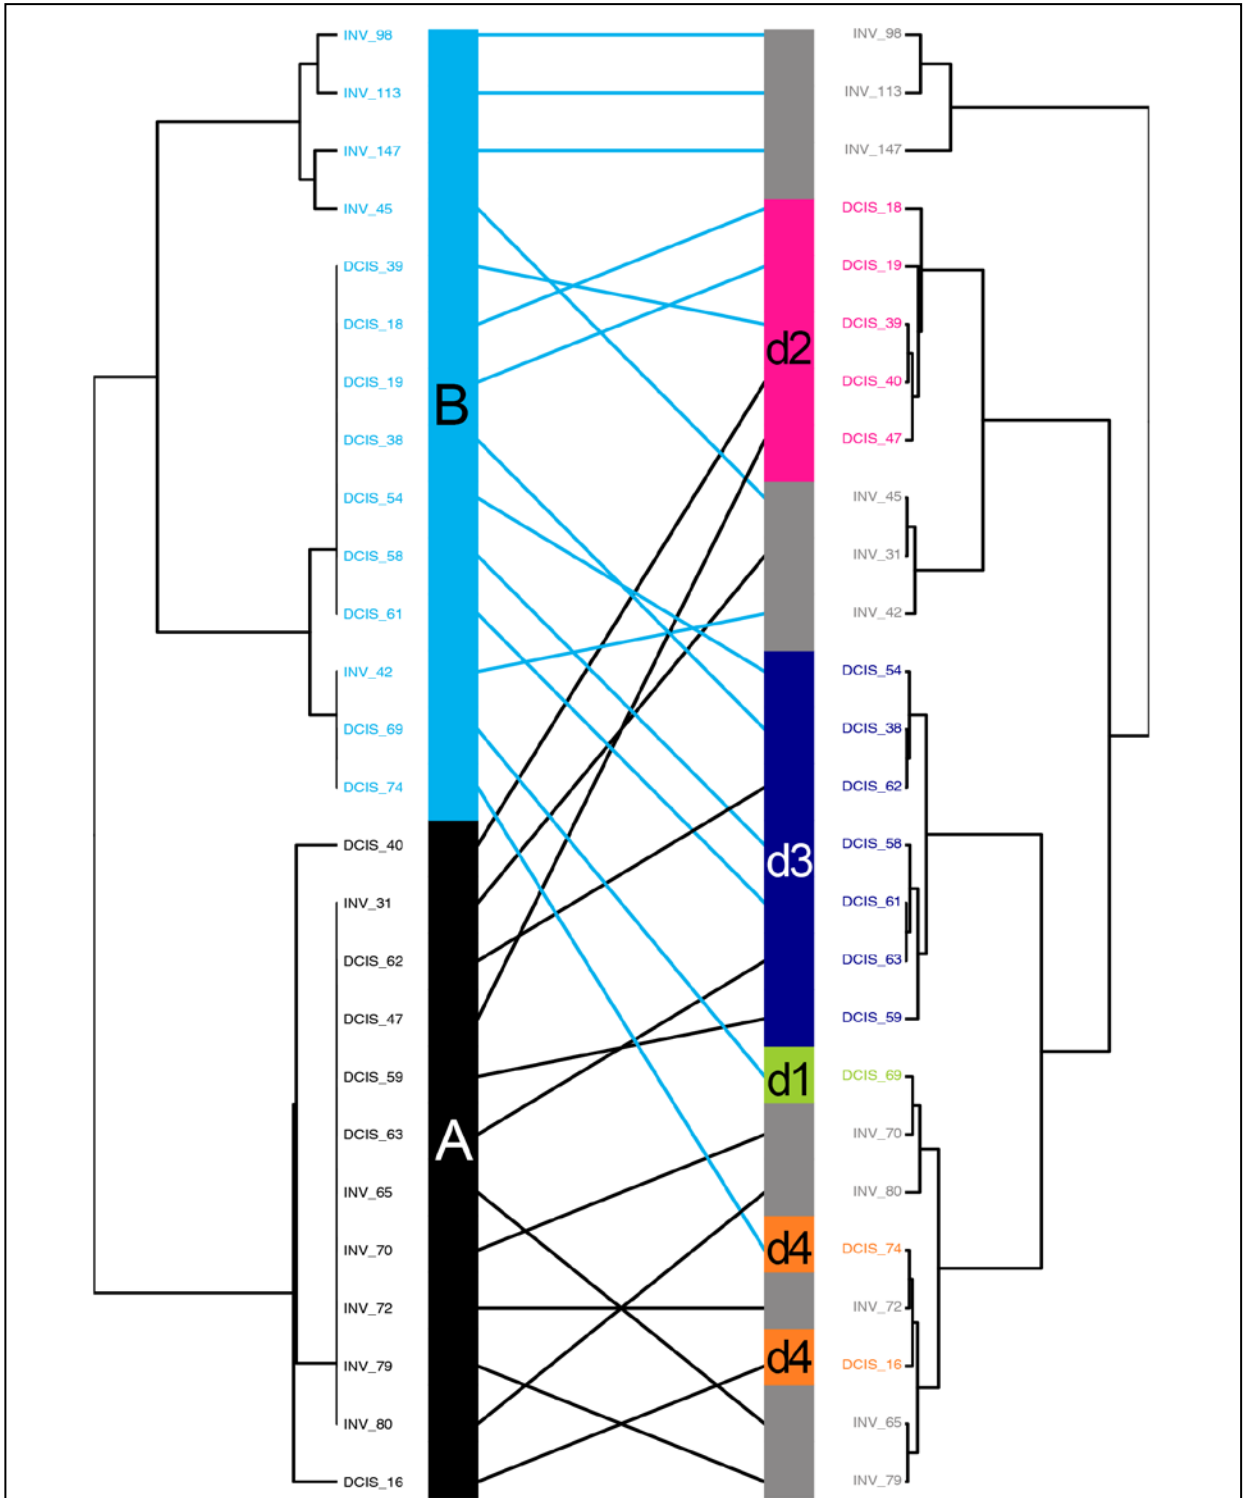 INV_98
INV_113
INV_147
INV_45
DCIS_39
DCIS_18
DCIS_19
DCIS_38
DCIS_54
DCIS_58
DCIS_61
INV_42
DCIS_69
DCIS_74
DCIS_40
INV_31
DCIS_62
DCIS_47
DCIS_59
DCIS_63
INV_65
INV_70
INV_72
INV_79
INV_80
DCIS_16
B
A
d2
d3
d1
d4
d4
INV_98
INV_113
INV_147
DCIS_18
DCIS_19
DCIS_39
DCIS_40
DCIS_47
INV_45
INV_31
INV_42
DCIS_54
DCIS_38
DCIS_62
DCIS_58
DCIS_61
DCIS_63
DCIS_59
DCIS_69
INV_70
INV_80
DCIS_74
INV_72
DCIS_16
INV_65
INV_79